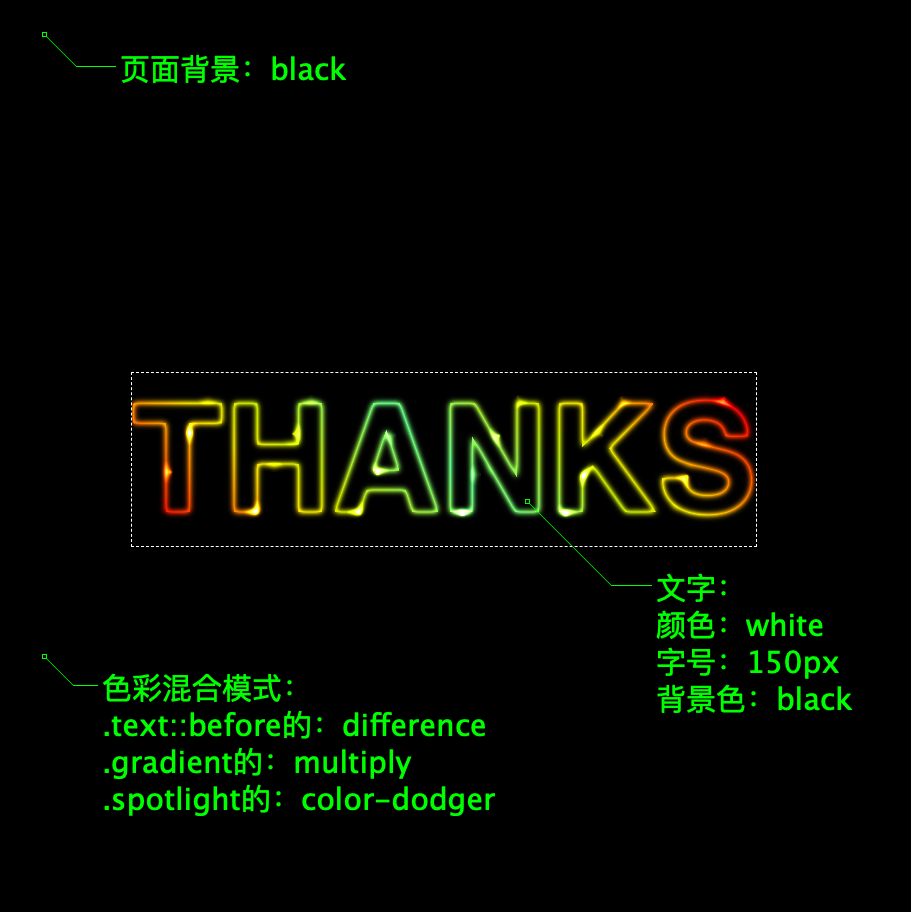 页面背景：black
THANKS
文字：
颜色：white
字号：150px
背景色：black
色彩混合模式：
.text::before的：difference
.gradient的：multiply
.spotlight的：color-dodger